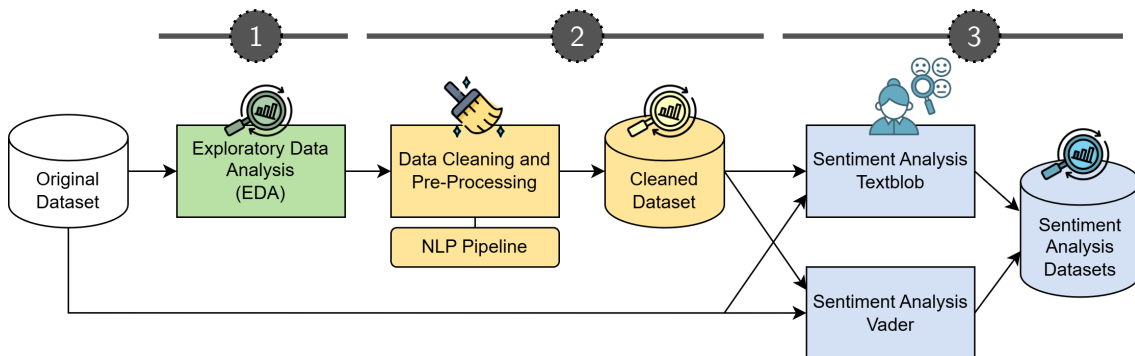 1
2
3
Original
Dataset
Exploratory Data
Analysis
(EDA)
Data Cleaning and
Pre-Processing
NLP Pipeline
Cleaned
Dataset
Sentiment Analysis
Textblob
Sentiment Analysis
Vader
Sentiment
Analysis
Datasets